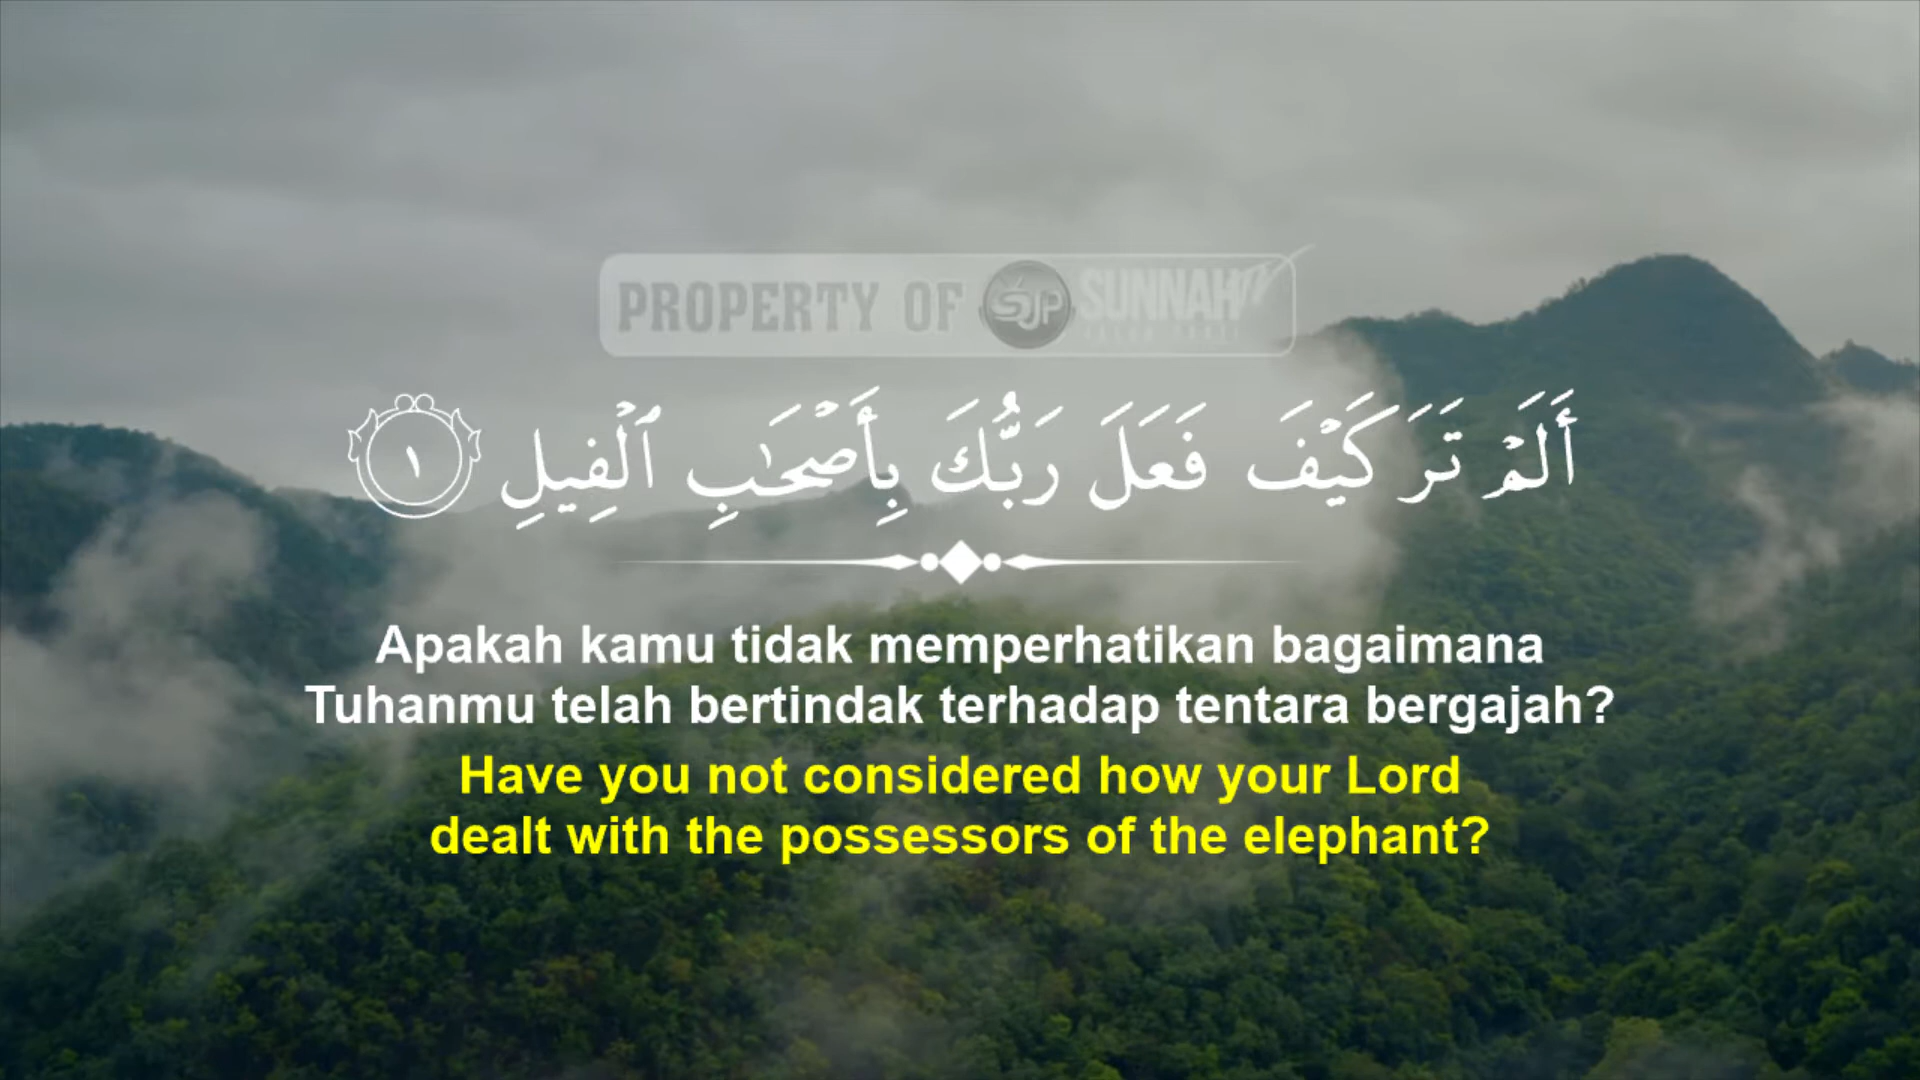 PROPERTY OF SJP SUNNAH
أَلَمْ تَرَ كَيْفَ فَعَلَ رَبُّكَ بِأَصْحَٰبِ ٱلْفِيلِ ١
Apakah kamu tidak memperhatikan bagaimana
Tuhanmu telah bertindak terhadap tentara bergajah?
Have you not considered how your Lord
dealt with the possessors of the elephant?